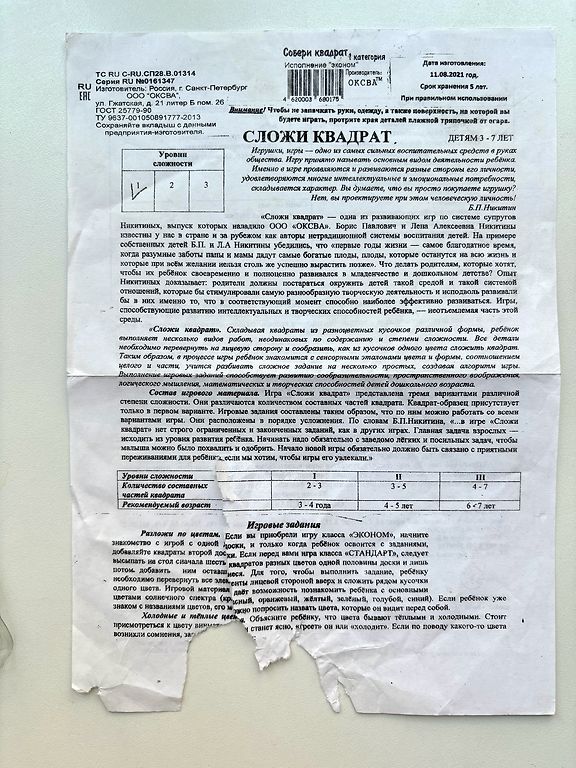 ТС RU С-RU.СП28.В.01314
Серия RU №0161347
Изготовитель: Россия, г. Санкт-Петербург
ООО "ОКСВА",
ул. Гжатская, д. 21 литер Б пом. 26
ГОСТ 25779-90
ТУ 9637-001050891777-2013
Сохраняйте вкладыш с данными
предприятия-изготовителя.
RU
EAC
Собери квадрат
1 категория
Исполнение "эконом"
Производитель:
ОКСВА
4 620003 680175
Дата изготовления:
11.08.2021 год.
Срок хранения 5 лет.
При правильном использовании
Внимание! Чтобы не запачкать руки, одежду, а также поверхность, на которой вы
будете играть, протрите края деталей влажной тряпочкой от огара.
СЛОЖИ КВАДРАТ
ДЕТЯМ 3 - 7 ЛЕТ
Уровни
сложности
1 2 3
Игрушки, игры — одно из самых сильных воспитательных средств в руках
общества. Игру принято называть основным видом деятельности ребёнка.
Именно в игре проявляются и развиваются разные стороны его личности,
удовлетворяются многие интеллектуальные и эмоциональные потребности,
складывается характер. Вы думаете, что вы просто покупаете игрушку?
Нет, вы проектируете при этом человеческую личность!
Б.П.Никитин
«Сложи квадрат» — одна из развивающих игр по системе супругов
Никитиных, выпуск которых наладило ООО «ОКСВА». Борис Павлович и Лена Алексеевна Никитины
известны у нас в стране и за рубежом как авторы нетрадиционной системы воспитания детей. На примере
собственных детей Б.П. и Л.А Никитины убедились, что «первые годы жизни — самое благодатное время,
когда разумные заботы папы и мамы дадут самые богатые плоды, плоды, которые останутся на всю жизнь и
которые при всём желании нельзя столь же успешно вырастить позже». Что делать родителям, которые хотят,
чтобы их ребёнок своевременно и полноценно развивался в младенчестве и дошкольном детстве? Опыт
Никитиных доказывает: родители должны постараться окружить детей такой средой и такой системой
отношений, которые бы стимулировали самую разнообразную творческую деятельность и исподволь развивали
бы в них именно то, что в соответствующий момент способно наиболее эффективно развиваться. Игры,
способствующие развитию интеллектуальных и творческих способностей ребёнка, — неотъемлемая часть этой
среды.
«Сложи квадрат». Складывая квадраты из разноцветных кусочков различной формы, ребёнок
выполняет несколько видов работ, неодинаковых по содержанию и степени сложности. Все детали
необходимо перевернуть на лицевую сторону и сообразить, как из кусочков одного цвета сложить квадрат.
Таким образом, в процессе игры ребёнок знакомится с сенсорными эталонами цвета и формы, соотношением
целого и части, учится разбивать сложное задание на несколько простых, создавая алгоритм игры.
Выполнение игровых заданий способствует развитию сообразительности, пространственного воображения,
логического мышления, математических и творческих способностей детей дошкольного возраста.
Состав игрового материала. Игра «Сложи квадрат» представлена тремя вариантами различной
степени сложности. Они различаются количеством составных частей квадрата. Квадрат-образец присутствует
только в первом варианте. Игровые задания составлены таким образом, что по ним можно работать со всеми
вариантами игры. Они расположены в порядке усложнения. По словам Б.П.Никитина, «...в игре «Сложи
квадрат» нет строго ограниченных и законченных заданий, как в других играх. Главная задача взрослых —
исходить из уровня развития ребёнка. Начинать надо обязательно с заведомо лёгких и посильных задач, чтобы
малыша можно было похвалить и одобрить. Начало новой игры обязательно должно быть связано с приятными
переживаниями для ребёнка, если мы хотим, чтобы игры его увлекали.»
Уровни сложности I II III
Количество составных частей квадрата 2 - 3 3 - 5 4 - 7
Рекомендуемый возраст 3 - 4 года 4 - 5 лет 6 <7 лет
Игровые задания
Разложи по цветам. Если вы приобрели игру класса «ЭКОНОМ», начните
знакомство с игрой с одной доски, и только когда ребёнок освоится с заданиями,
добавляйте квадраты второй доски. Если перед вами игра класса «СТАНДАРТ», следует
высыпать на стол сначала шесть квадратов разных цветов одной половины доски и лишь
потом добавить
Для того, чтобы выполнить задание, ребёнку
необходимо перевернуть все элементы лицевой стороной вверх и сложить рядом кусочки
одного цвета. Игровой материал даёт возможность познакомить ребёнка с основными
цветами солнечного спектра (красный, оранжевый, жёлтый, зелёный, голубой, синий). Если ребёнок уже
знаком с названиями цветов, его можно попросить назвать цвета, которые он видит перед собой.
Холодные и тёплые цвета. Объясните ребёнку, что цвета бывают тёплыми и холодными. Стоит
присмотреться к цвету
станет ясно, «греет» он или «холодит». Если по поводу какого-то цвета
возникли сомнения,